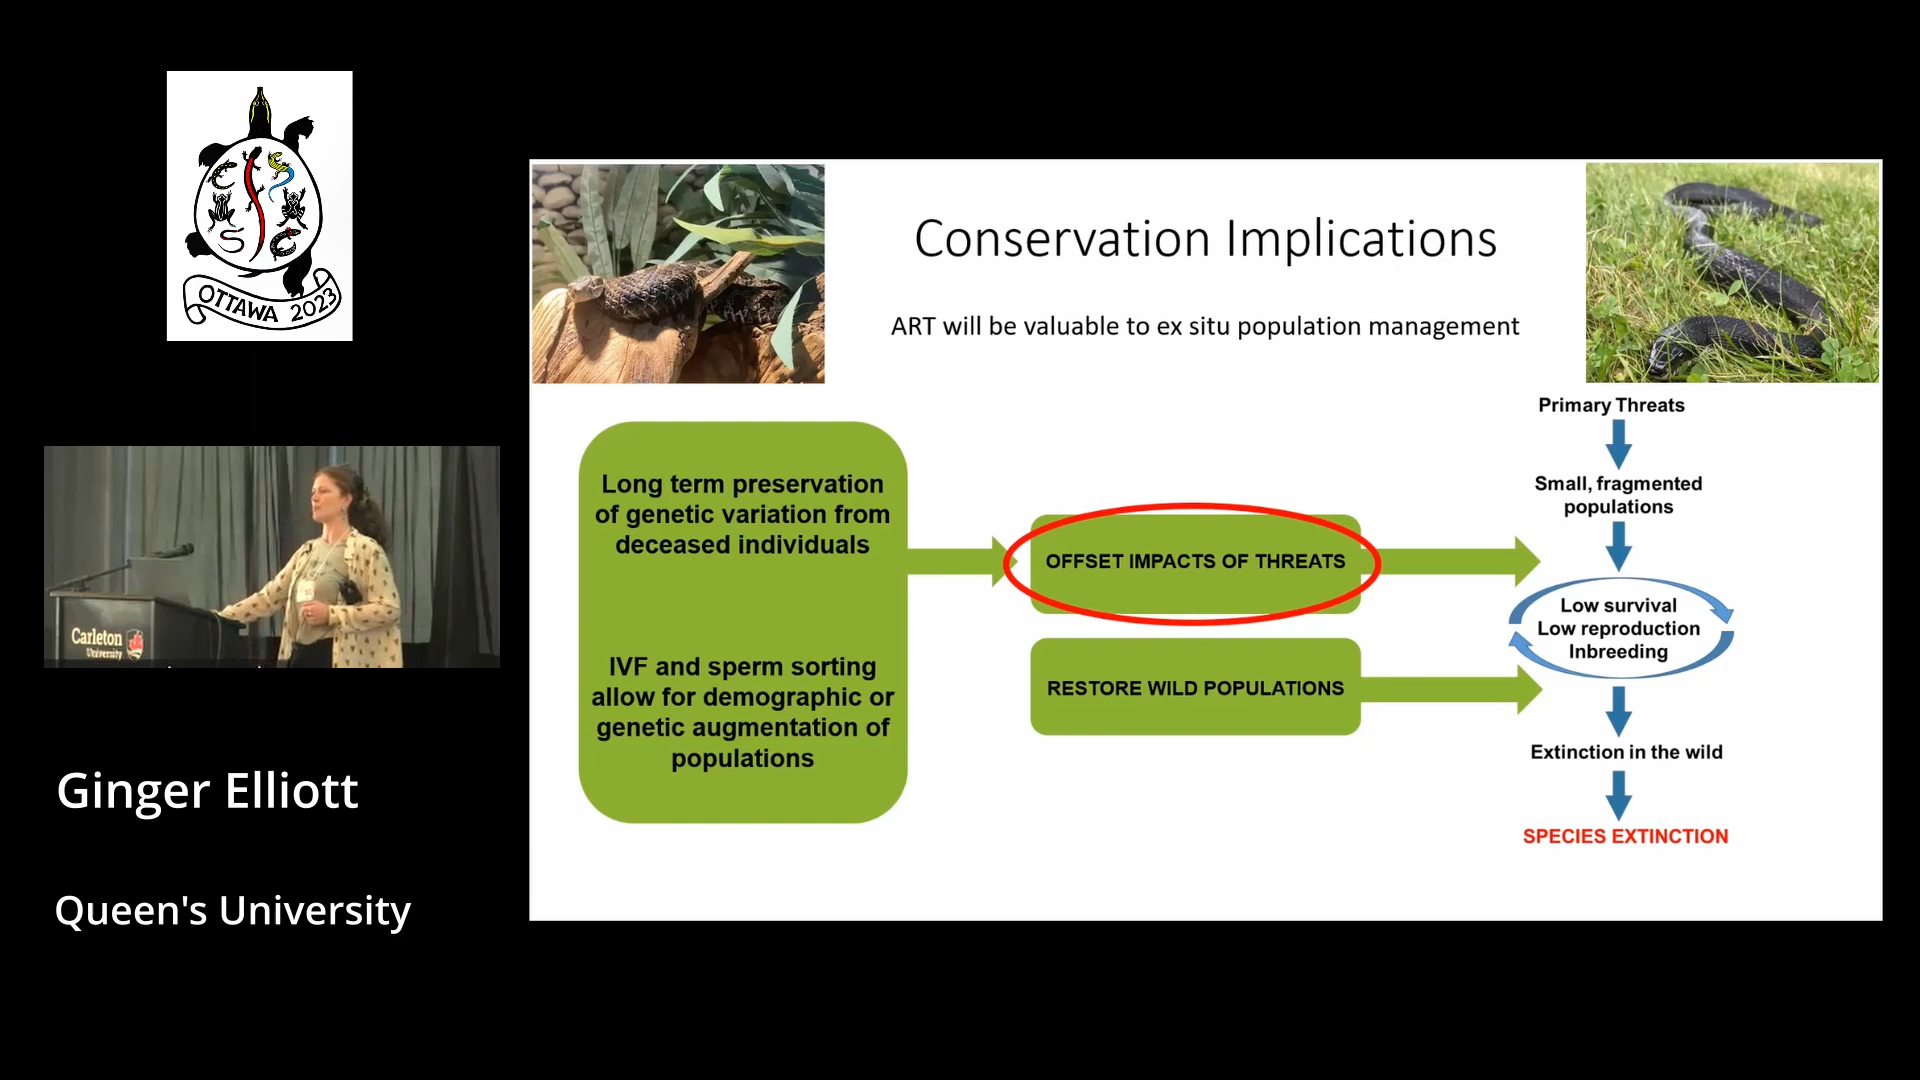 OTTAWA 2023
Carleton
University
Ginger Elliott
Queen's University
Conservation Implications
ART will be valuable to ex situ population management
Long term preservation
of genetic variation from
deceased individuals
IVF and sperm sorting
allow for demographic or
genetic augmentation of
populations
OFFSET IMPACTS OF THREATS
RESTORE WILD POPULATIONS
Primary Threats
Small, fragmented
populations
Low survival
Low reproduction
Inbreeding
Extinction in the wild
SPECIES EXTINCTION